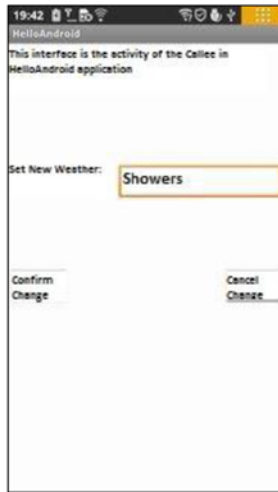 19:42
HelloAndroid
This interface is the activity of the Callee in
HelloAndroid application
Set New Weather:
Showers
Confirm
Change
Cancel
Change